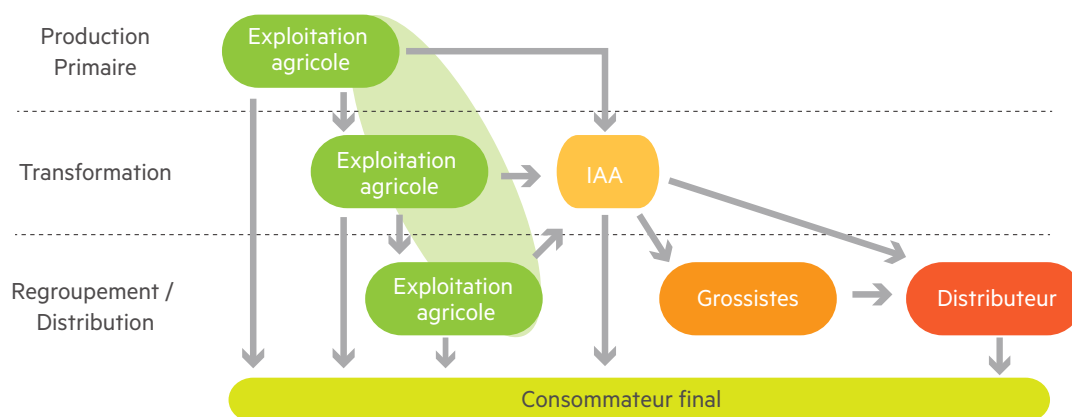 Production
Primaire
Exploitation
agricole
Transformation
Exploitation
agricole
IAA
Regroupement /
Distribution
Exploitation
agricole
Grossistes
Distributeur
Consommateur final